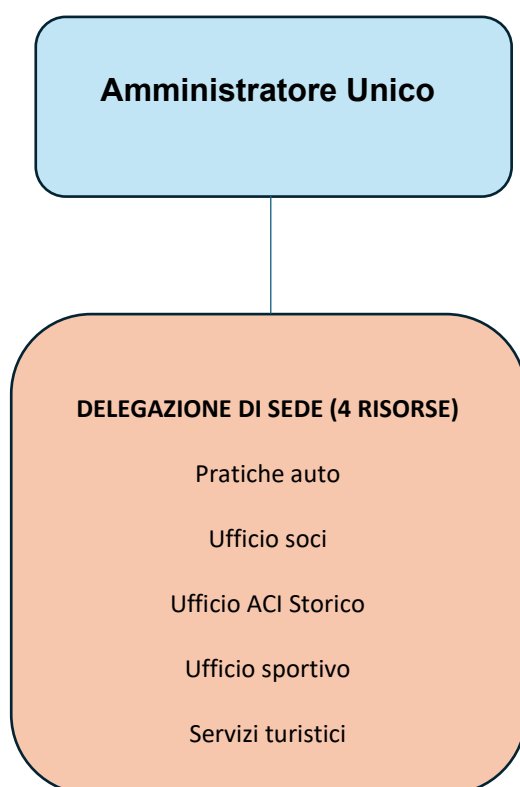 Amministratore Unico
DELEGAZIONE DI SEDE (4 RISORSE)
Pratiche auto
Ufficio soci
Ufficio ACI Storico
Ufficio sportivo
Servizi turistici